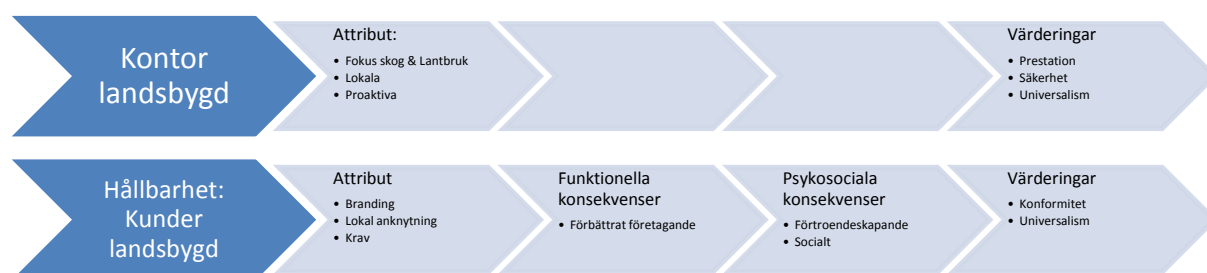 Kontor
landsbygd
Attribut:
• Fokus skog & Lantbruk
• Lokala
• Proaktiva
Värderingar
• Prestation
• Säkerhet
• Universalism
Hållbarhet:
Kunder
landsbygd
Attribut
• Branding
• Lokal anknytning
• Krav
Funktionella
konsekvenser
• Förbättrat företagande
Psykosociala
konsekvenser
• Förtroendeskapande
• Socialt
Värderingar
• Konformitet
• Universalism